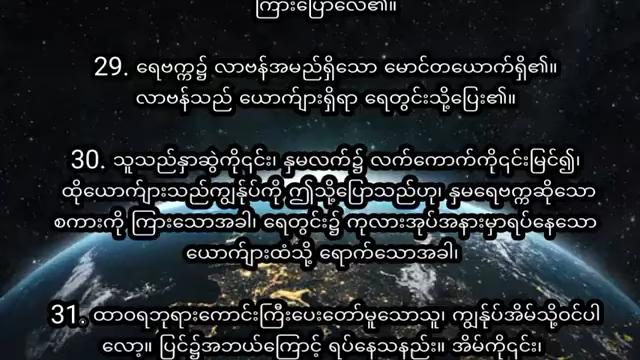 ကြားပြောလေ၏။
29. ရေဗက္ကာ၌ လာဗန်အမည်ရှိသော မောင်တယောက်ရှိ၏။
လာဗန်သည် ယောက်ျားရှိရာ ရေတွင်းသို့ပြေး၏။
30. သူသည်နှာဆွဲကို၎င်း၊ နှမလက်၌ လက်ကောက်ကို၎င်းမြင်၍၊
ထိုယောက်ျားသည်ကျွန်ုပ်ကို ဤသို့ပြောသည်ဟု၊ နှမရေဗက္ကဆိုသော
စကားကို ကြားသောအခါ၊ ရေတွင်း၌ ကုလားအုပ်အနားမှာရပ်နေသော
ယောက်ျားထံသို့ ရောက်သောအခါ၊
31. ထာဝရဘုရားကောင်းကြီးပေးတော်မူသောသူ၊ ကျွန်ုပ်အိမ်သို့ဝင်ပါ
လော့။ ပြင်၌အဘယ်ကြောင့် ရပ်နေသနည်း။ အိမ်ကို၎င်း၊